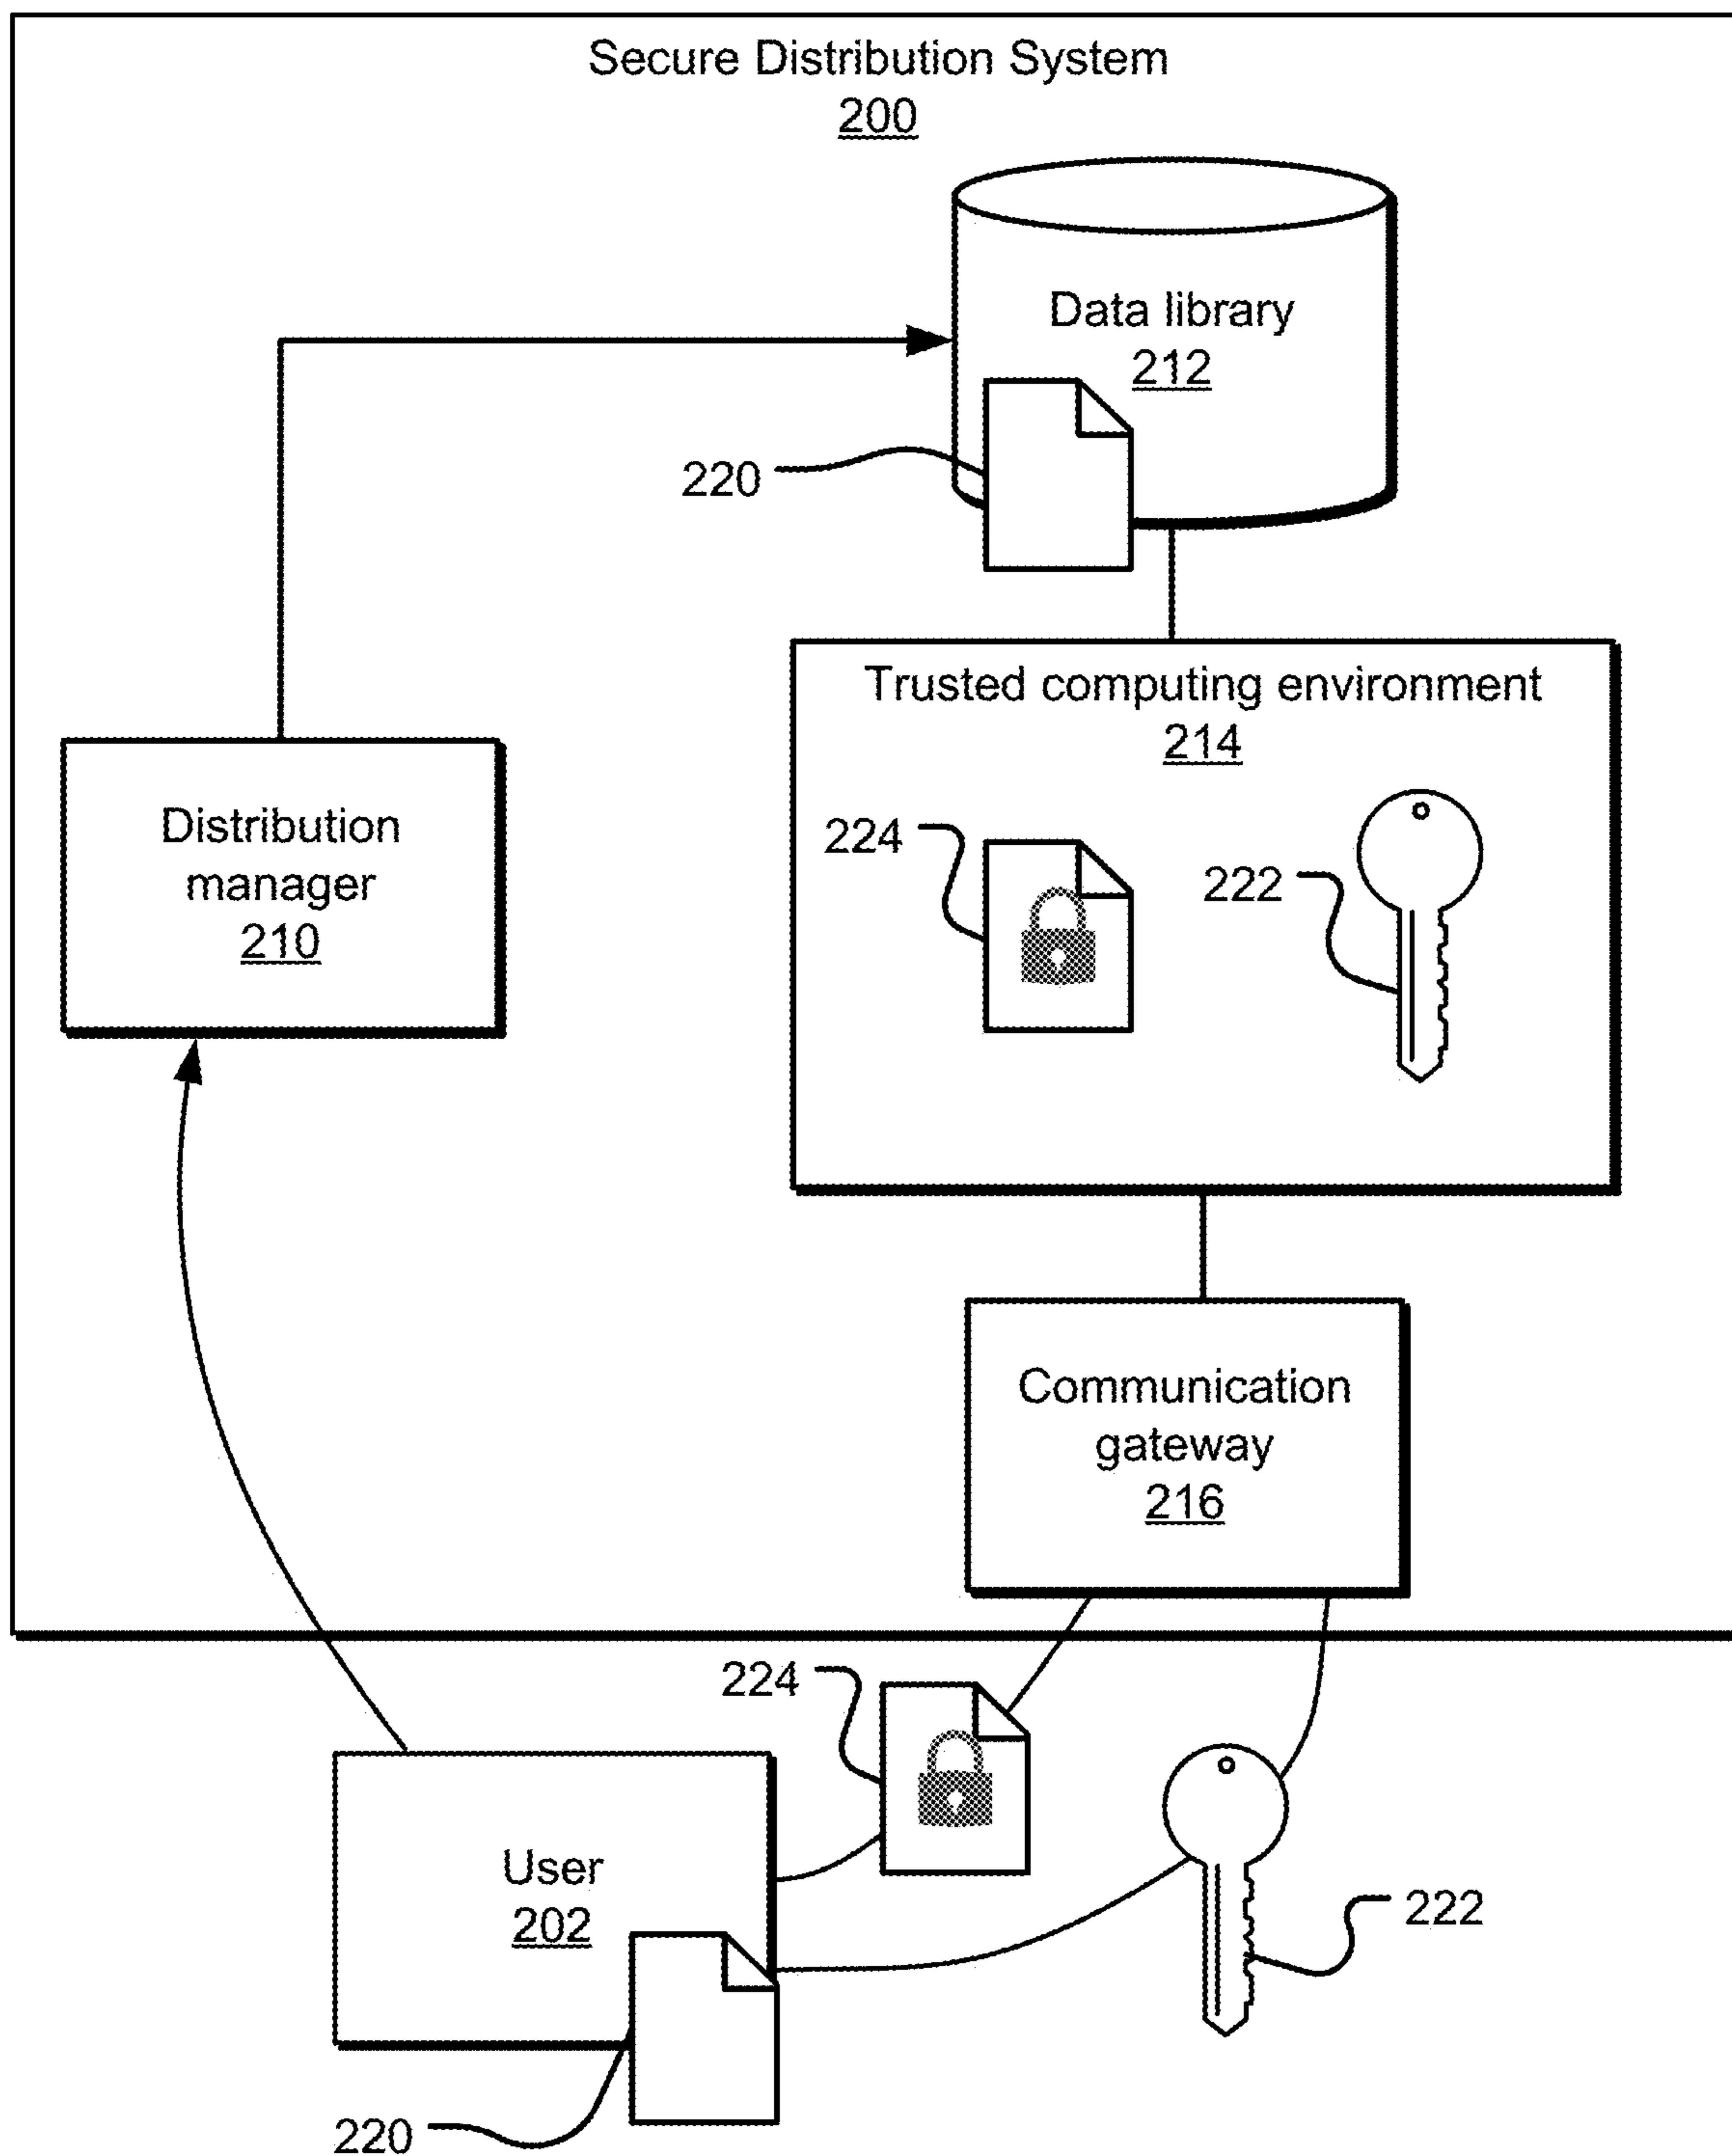 Secure Distribution System
200
Data library
212
220
Trusted computing environment
214
224
222
Distribution
manager
210
Communication
gateway
216
224
User
202
222
220